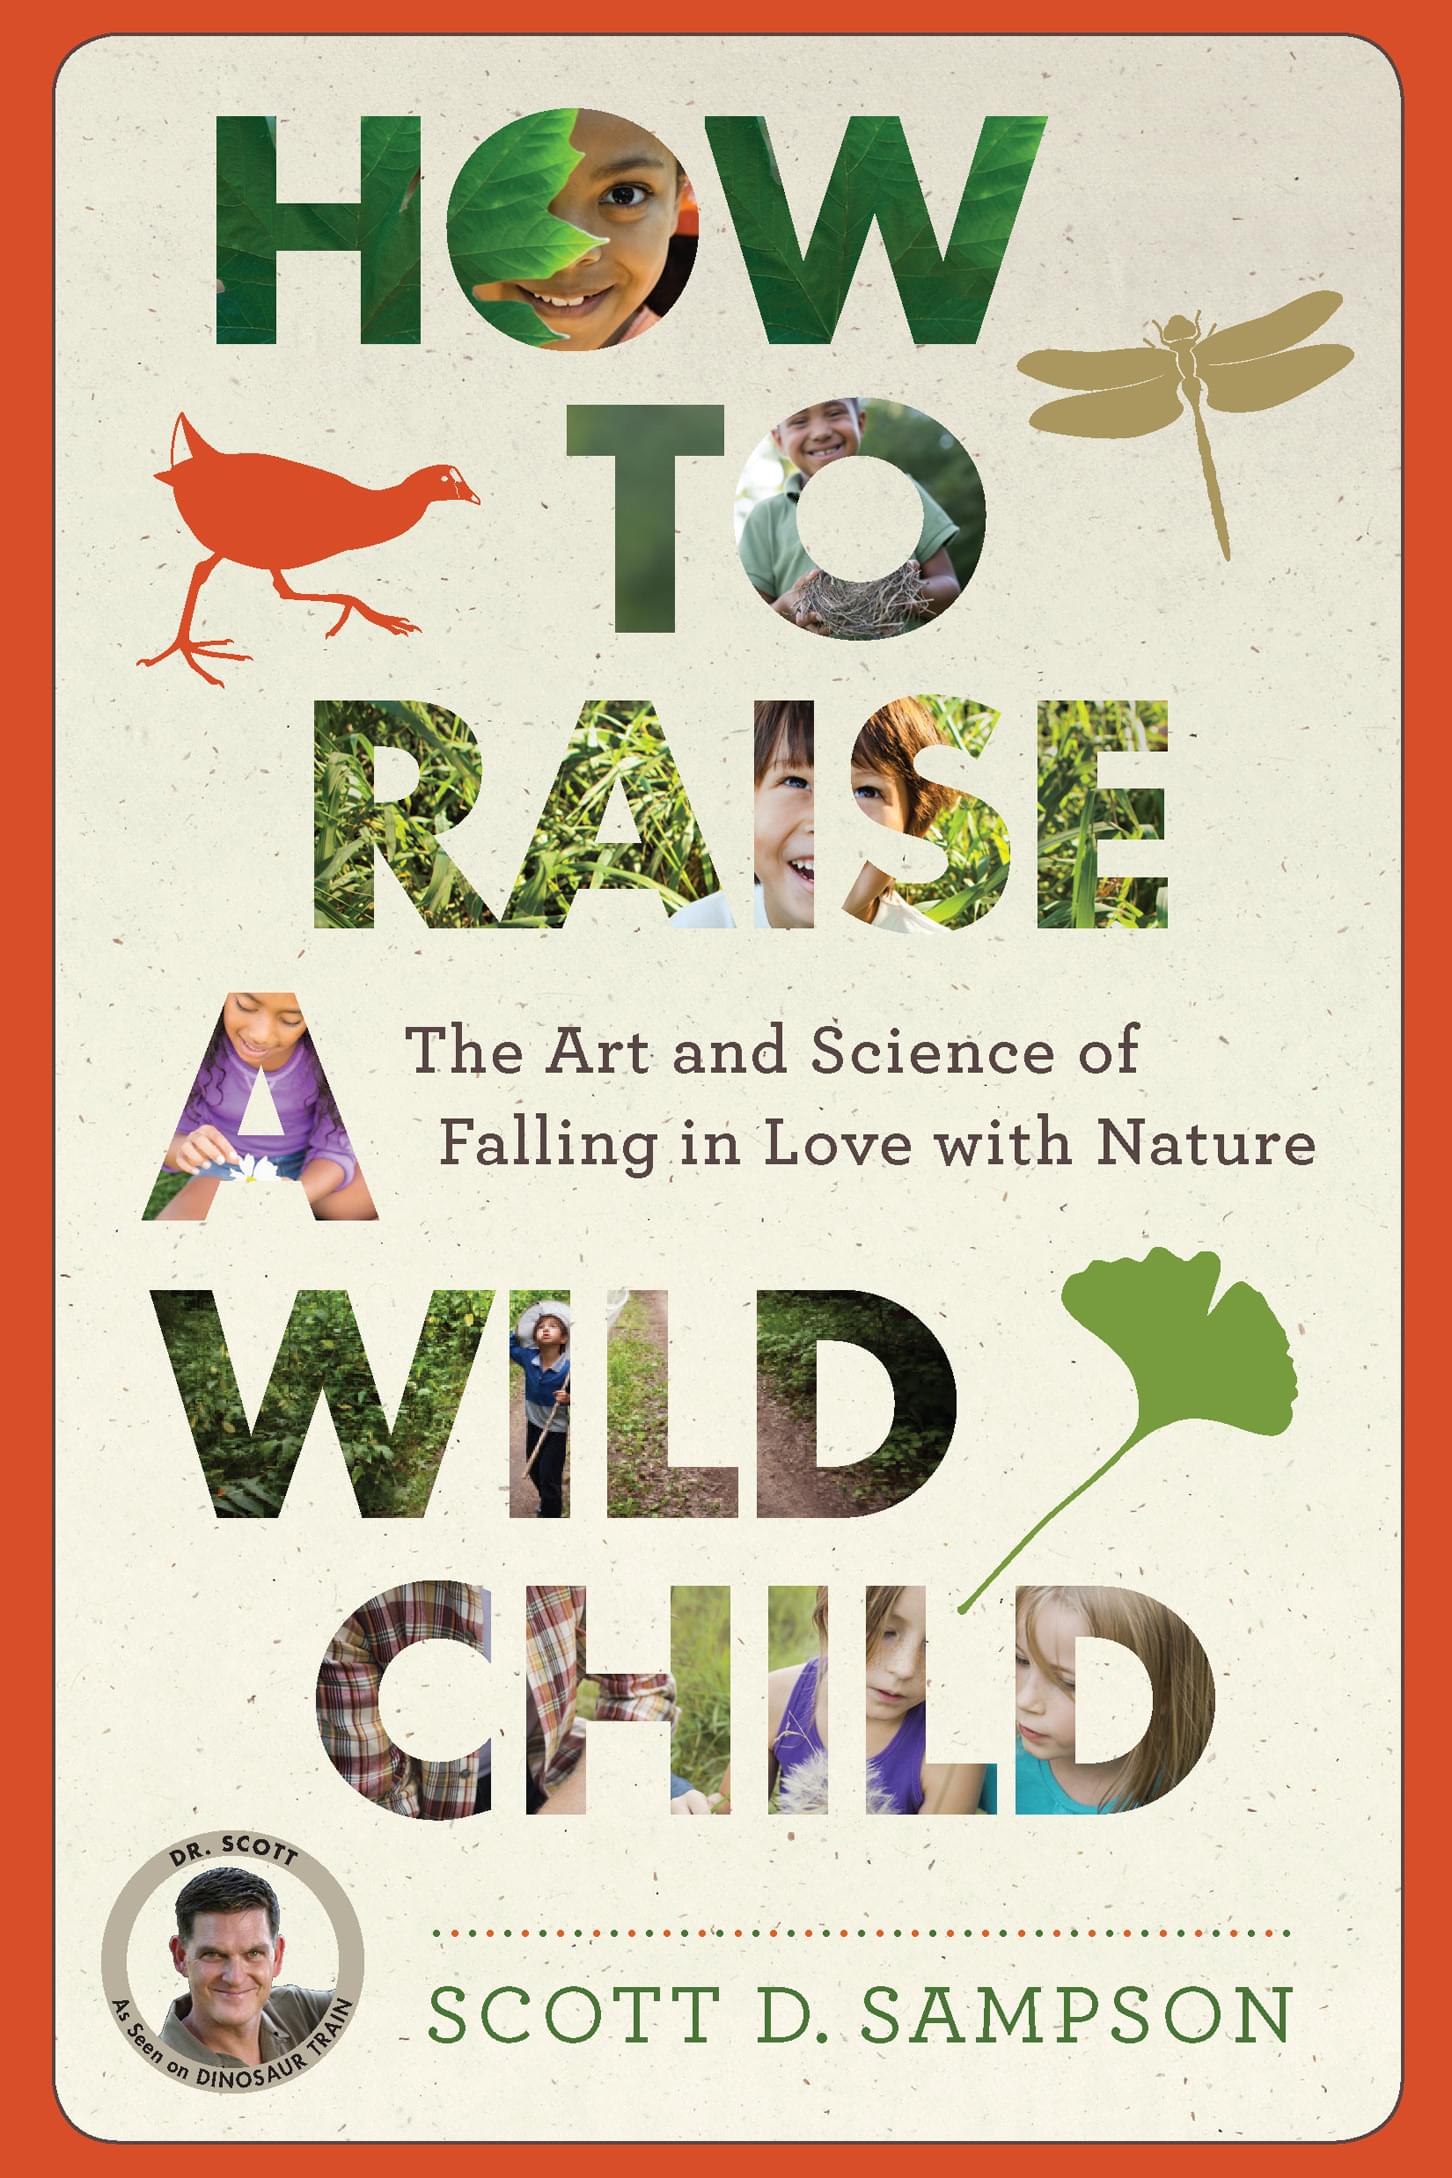 HOW
TO
RAISE
A
The Art and Science of
Falling in Love with Nature
WILD
CHILD
DR. SCOTT
As Seen on DINOSAUR TRAIN
SCOTT D. SAMPSON